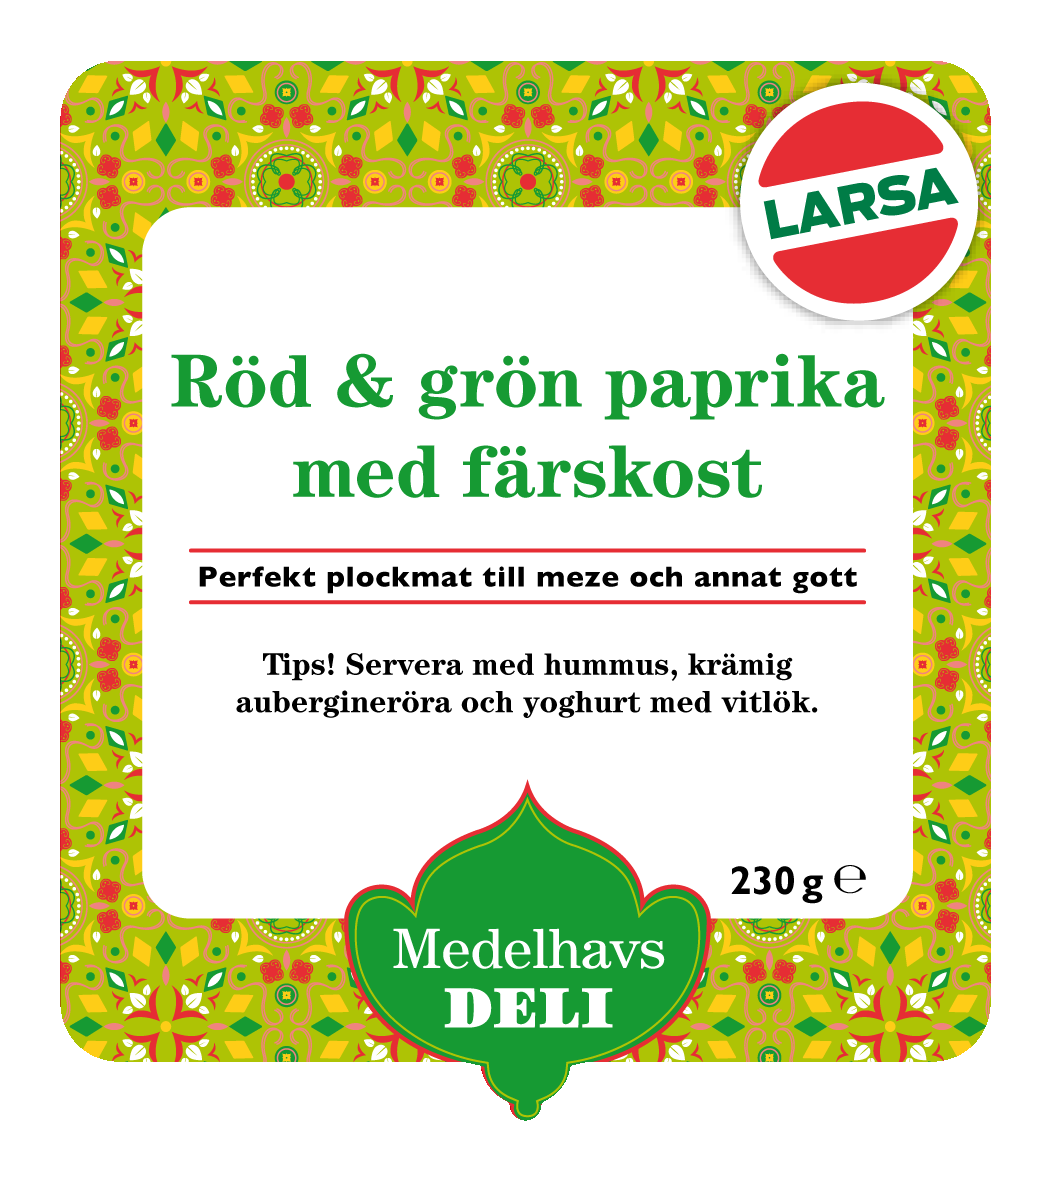 LARSA
Röd & grön paprika
med färskost
Perfekt plockmat till meze och annat gott
Tips! Servera med hummus, krämig
aubergineröra och yoghurt med vitlök.
230 g ℮
Medelhavs
DELI